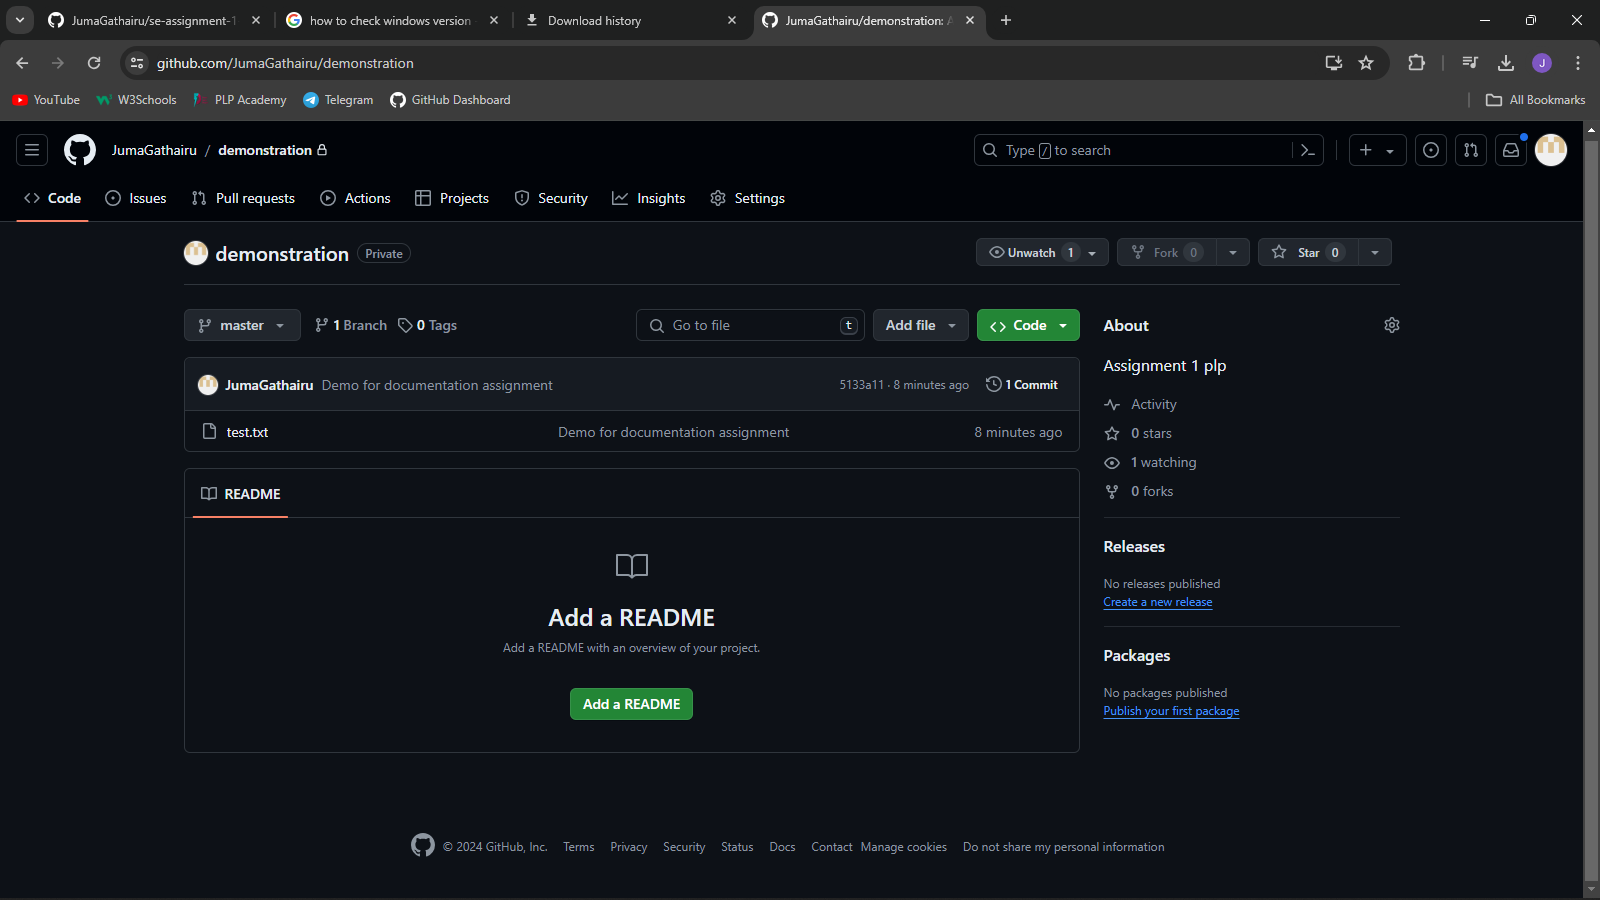 JumaGathairu/se-assignment-1
how to check windows version
Download history
JumaGathairu/demonstration: A
github.com/JumaGathairu/demonstration
J
YouTube
W3Schools
PLP Academy
Telegram
GitHub Dashboard
All Bookmarks
JumaGathairu / demonstration
Type / to search
Code
Issues
Pull requests
Actions
Projects
Security
Insights
Settings
demonstration Private
Unwatch 1
Fork 0
Star 0
master
1 Branch
0 Tags
Go to file t
Add file
Code
JumaGathairu Demo for documentation assignment 5133a11 · 8 minutes ago 1 Commit
test.txt Demo for documentation assignment 8 minutes ago
README
Add a README
Add a README with an overview of your project.
Add a README
About
Assignment 1 plp
Activity
0 stars
1 watching
0 forks
Releases
No releases published
Create a new release
Packages
No packages published
Publish your first package
© 2024 GitHub, Inc. Terms Privacy Security Status Docs Contact Manage cookies Do not share my personal information